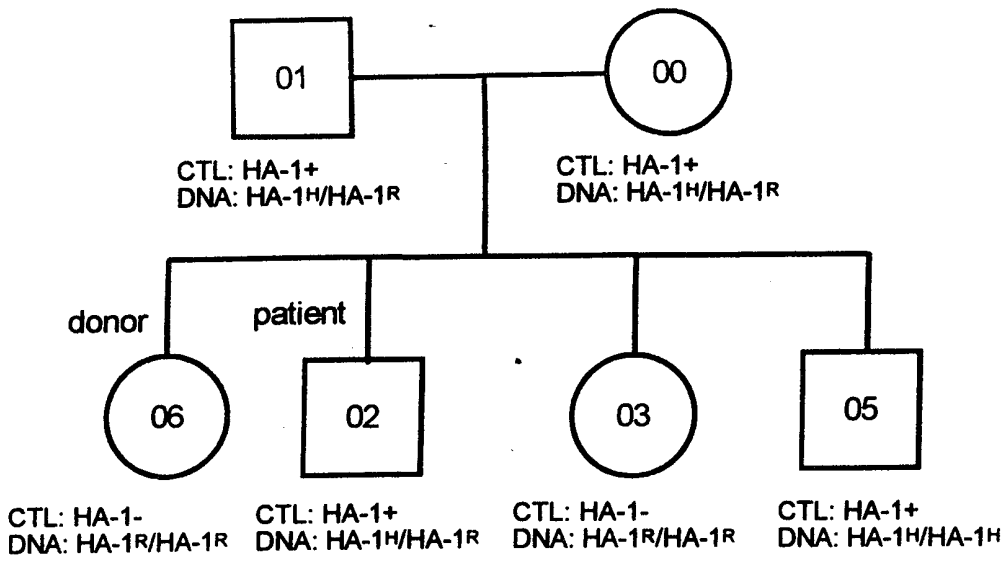 01
00
CTL: HA-1+
DNA: HA-1H/HA-1R
CTL: HA-1+
DNA: HA-1H/HA-1R
donor
patient
06
02
03
05
CTL: HA-1-
DNA: HA-1R/HA-1R
CTL: HA-1+
DNA: HA-1H/HA-1R
CTL: HA-1-
DNA: HA-1R/HA-1R
CTL: HA-1+
DNA: HA-1H/HA-1H